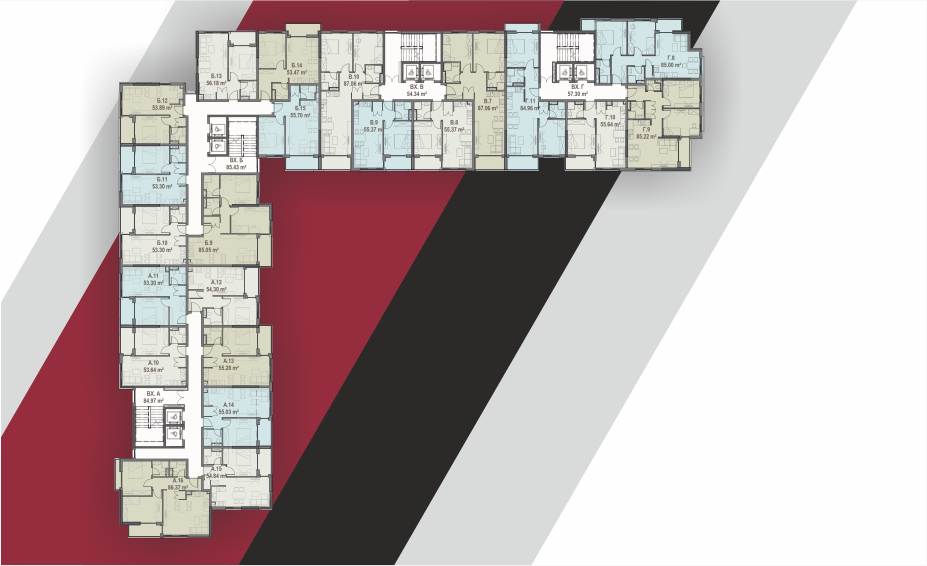 Б.13
56.18 m²
Б.14
53.47 m²
В.10
87.06 m²
Г.8
85.00 m²
ВХ. В
54.34 m²
ВХ. Г
57.30 m²
Б.12
53.89 m²
Б.15
55.70 m²
В.9
55.37 m²
В.8
55.37 m²
В.7
87.06 m²
Г.11
84.96 m²
Г.10
55.64 m²
Г.9
85.22 m²
ВХ. Б
85.43 m²
Б.11
53.30 m²
Б.10
53.30 m²
Б.9
85.05 m²
А.11
53.30 m²
А.12
54.30 m²
А.10
53.64 m²
А.13
55.28 m²
ВХ. А
84.97 m²
А.14
55.03 m²
А.15
54.84 m²
А.16
86.37 m²